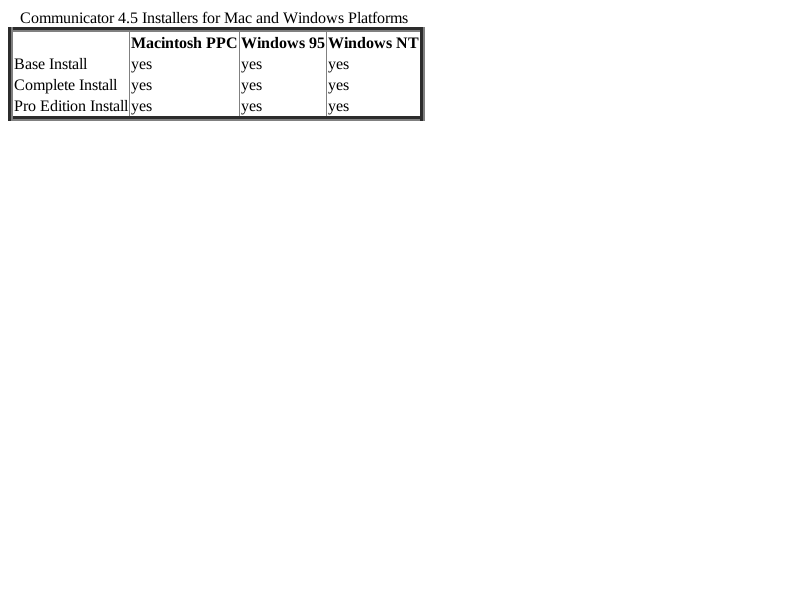 Communicator 4.5 Installers for Mac and Windows Platforms
Macintosh PPC Windows 95 Windows NT
Base Install yes yes yes
Complete Install yes yes yes
Pro Edition Install yes yes yes